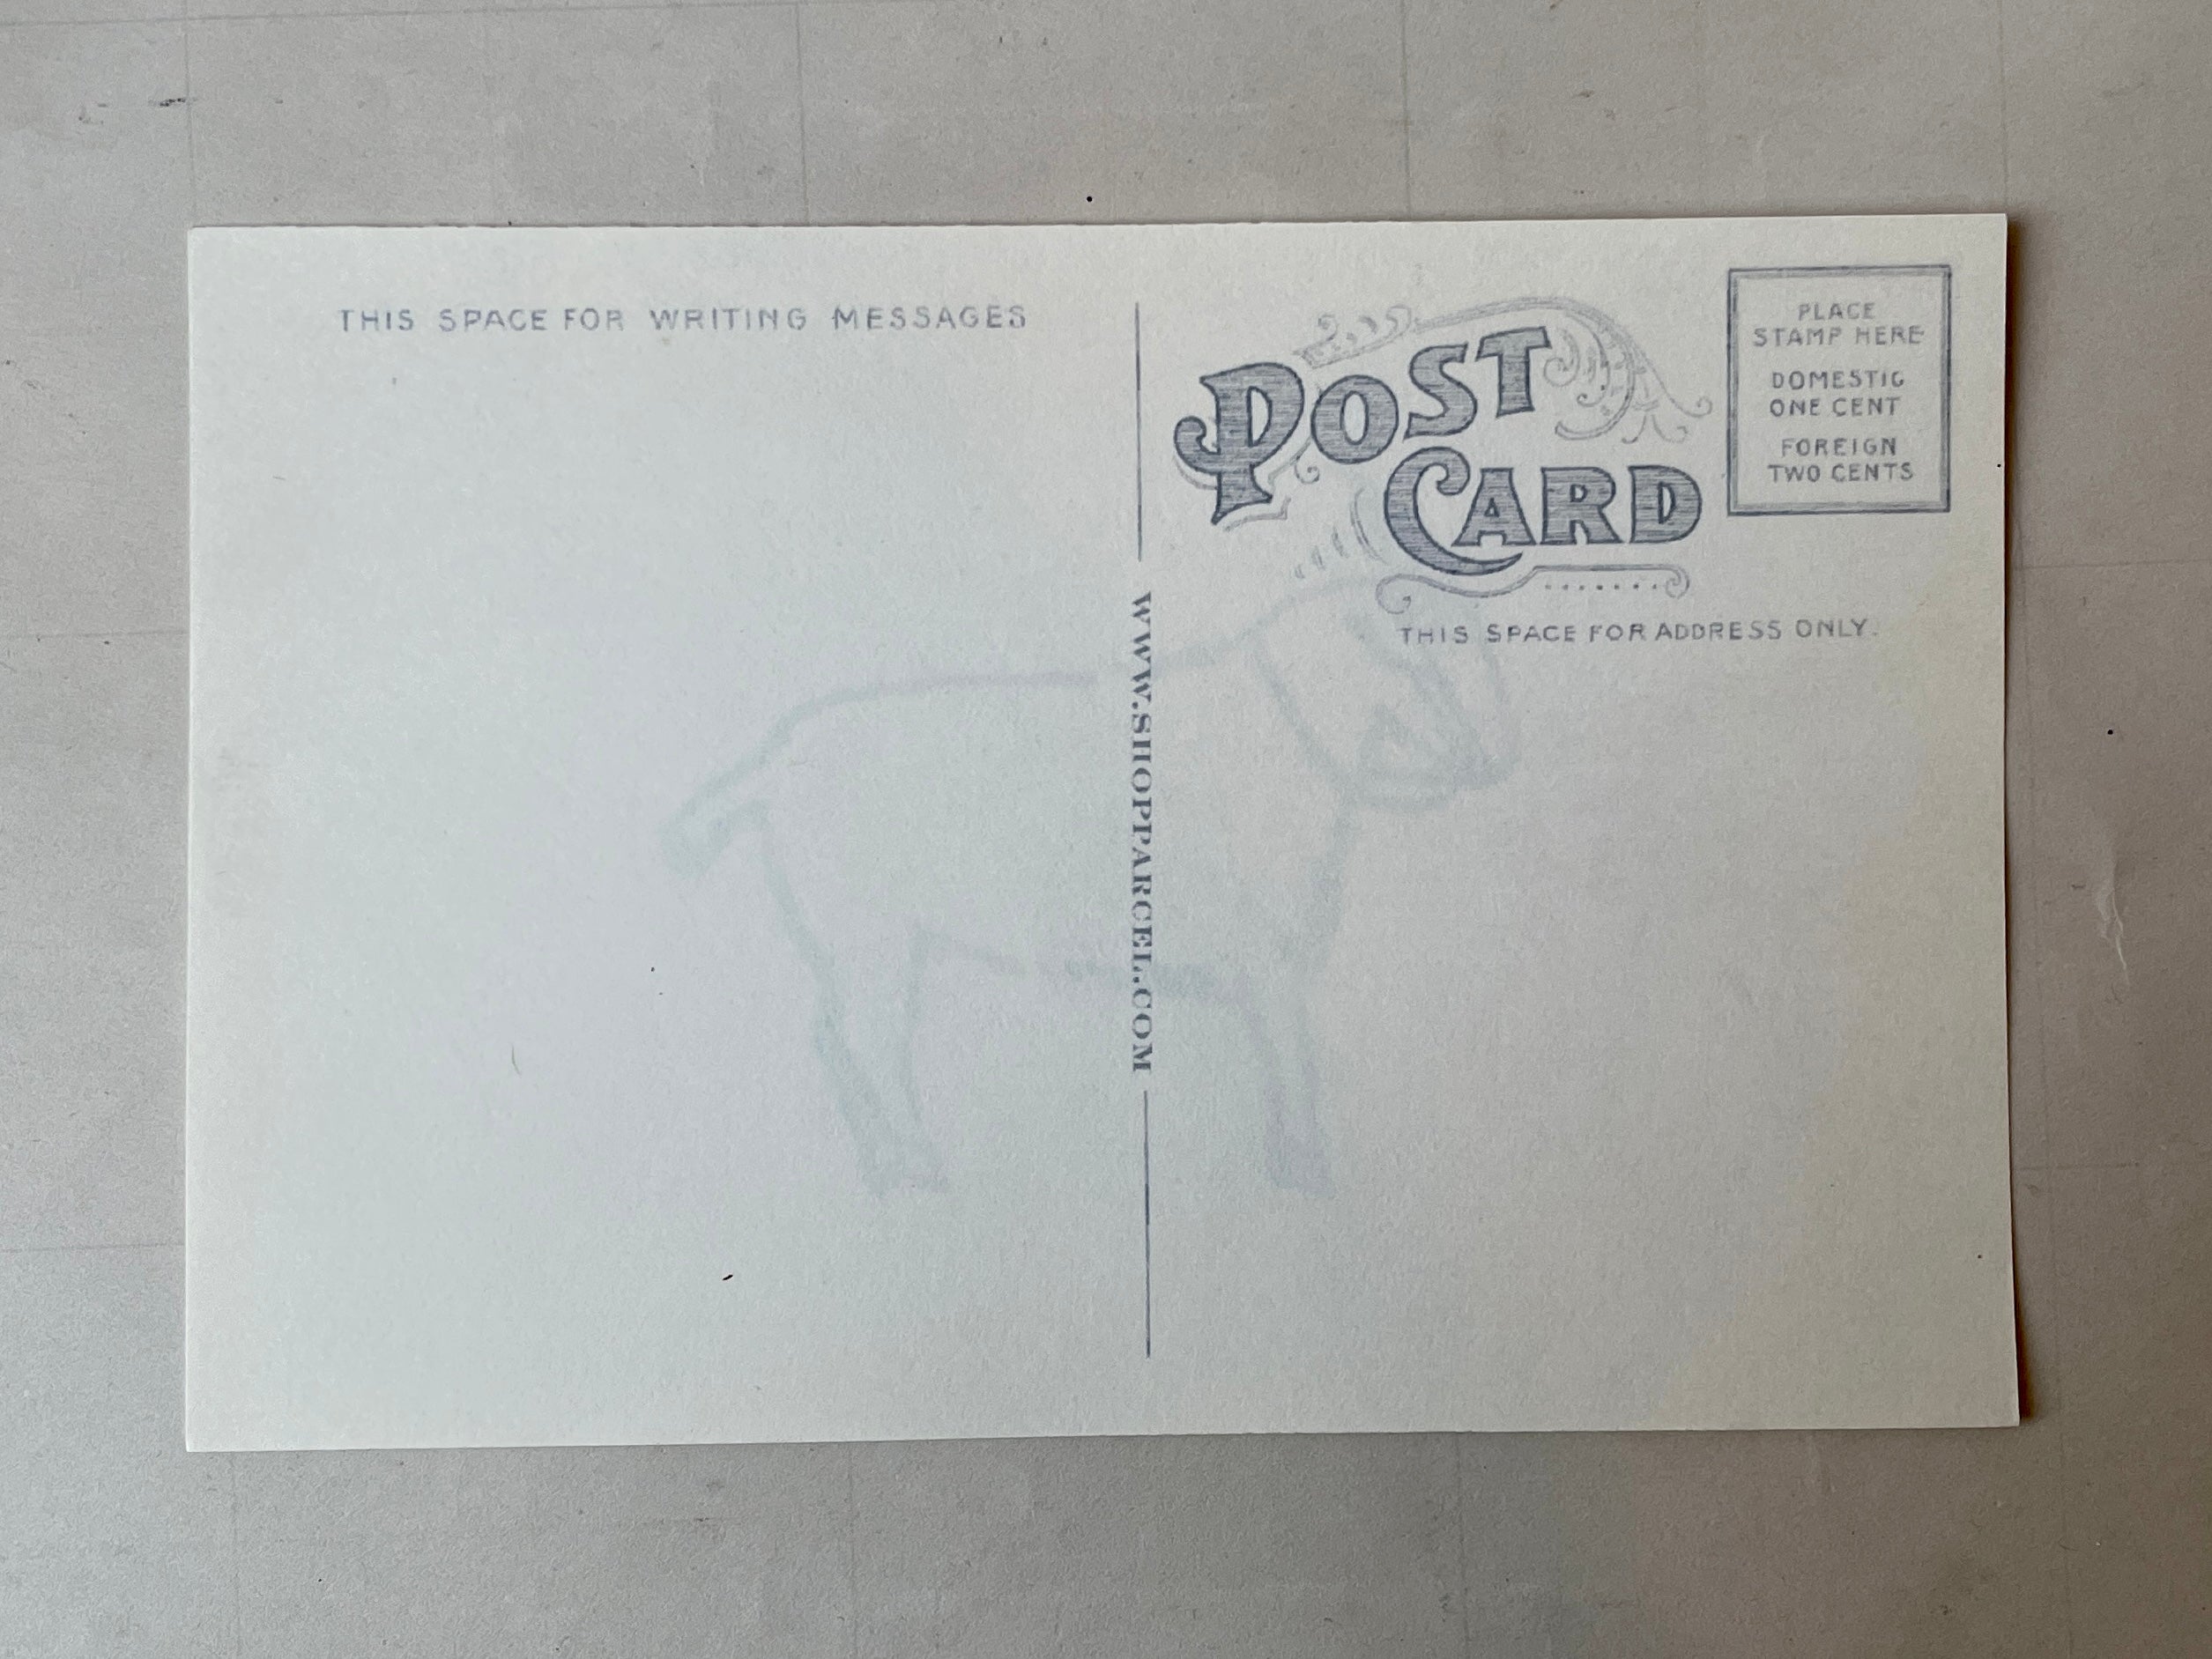 THIS SPACE FOR WRITING MESSAGES
POST
CARD
PLACE
STAMP HERE
DOMESTIC
ONE CENT
FOREIGN
TWO CENTS
THIS SPACE FOR ADDRESS ONLY.
WWW.SHOPPARCEL.COM